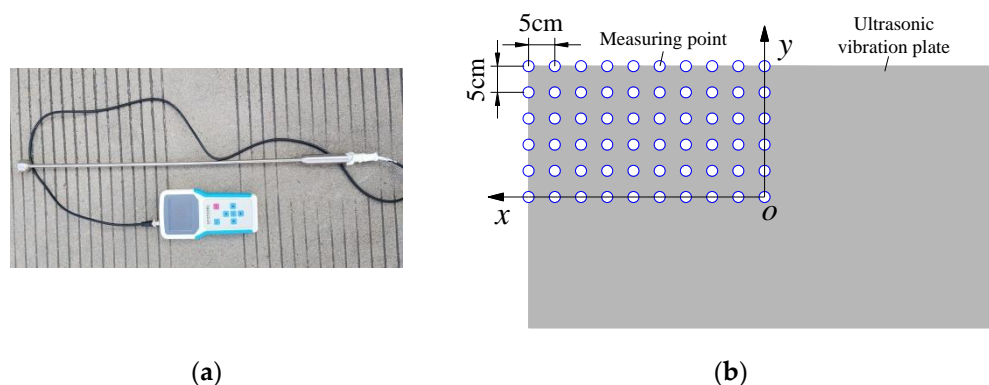 5cm
Measuring point
y
Ultrasonic
vibration plate
5cm
x
o
(a)
(b)